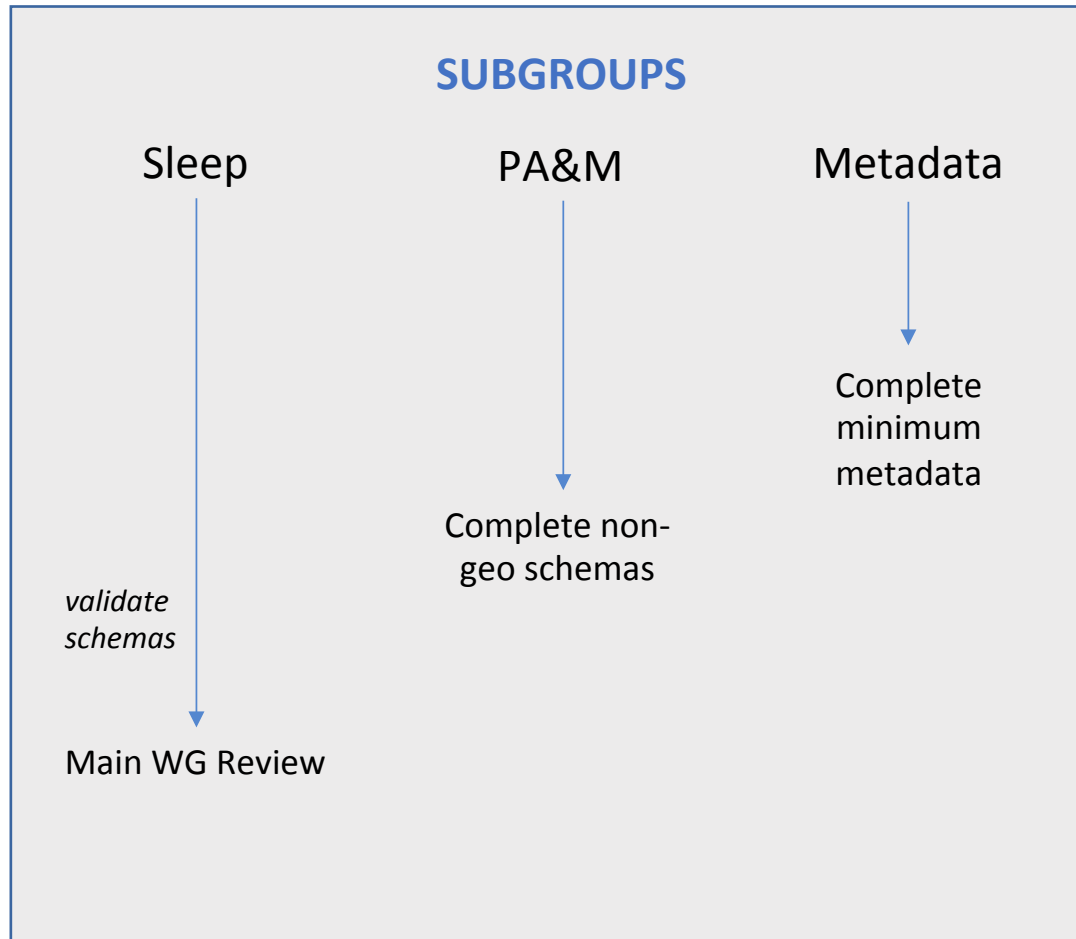 SUBGROUPS
Sleep
PA&M
Metadata
Complete
minimum
metadata
Complete non-
geo schemas
validate
schemas
Main WG Review